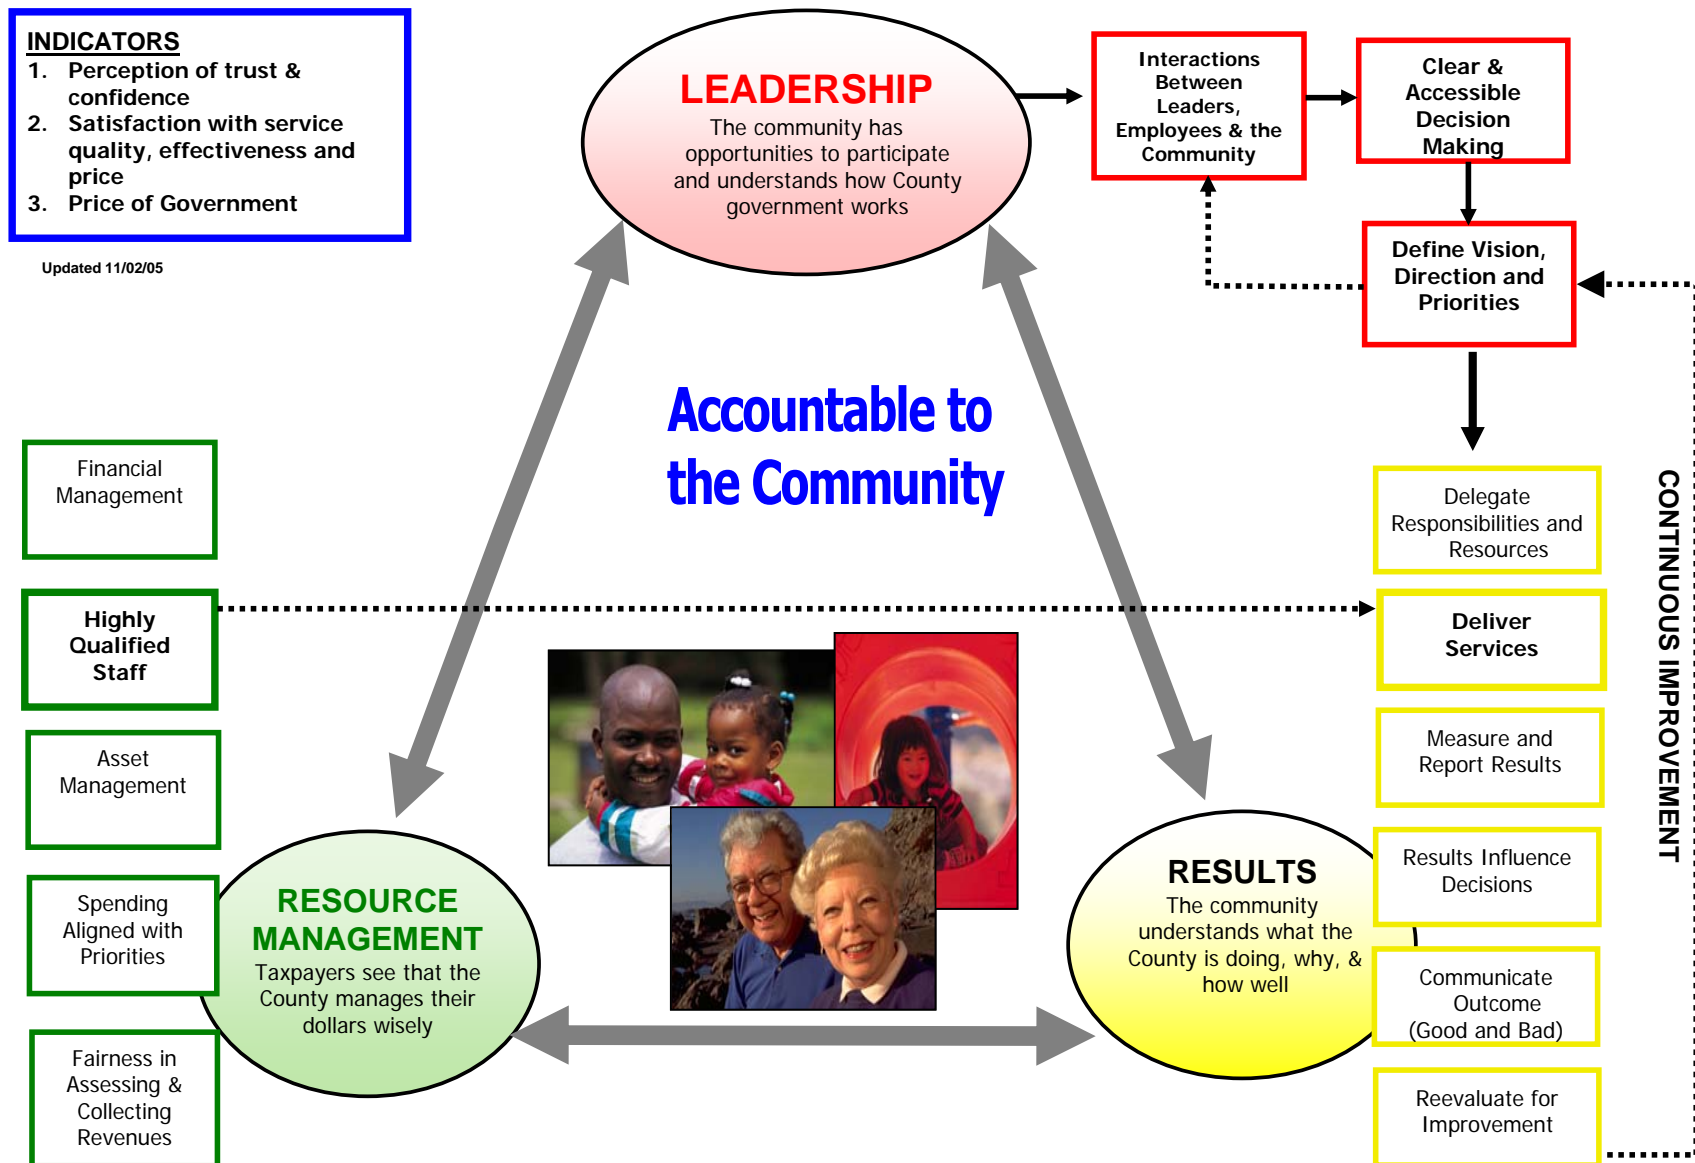 INDICATORS
1. Perception of trust &
confidence
2. Satisfaction with service
quality, effectiveness and
price
3. Price of Government
Updated 11/02/05
LEADERSHIP
The community has
opportunities to participate
and understands how County
government works
Interactions
Between
Leaders,
Employees & the
Community
Clear &
Accessible
Decision
Making
Define Vision,
Direction and
Priorities
Accountable to
the Community
Financial
Management
Highly
Qualified
Staff
Asset
Management
Spending
Aligned with
Priorities
Fairness in
Assessing &
Collecting
Revenues
RESOURCE
MANAGEMENT
Taxpayers see that the
County manages their
dollars wisely
RESULTS
The community
understands what the
County is doing, why, &
how well
Delegate
Responsibilities and
Resources
Deliver
Services
Measure and
Report Results
Results Influence
Decisions
Communicate
Outcome
(Good and Bad)
Reevaluate for
Improvement
CONTINUOUS IMPROVEMENT